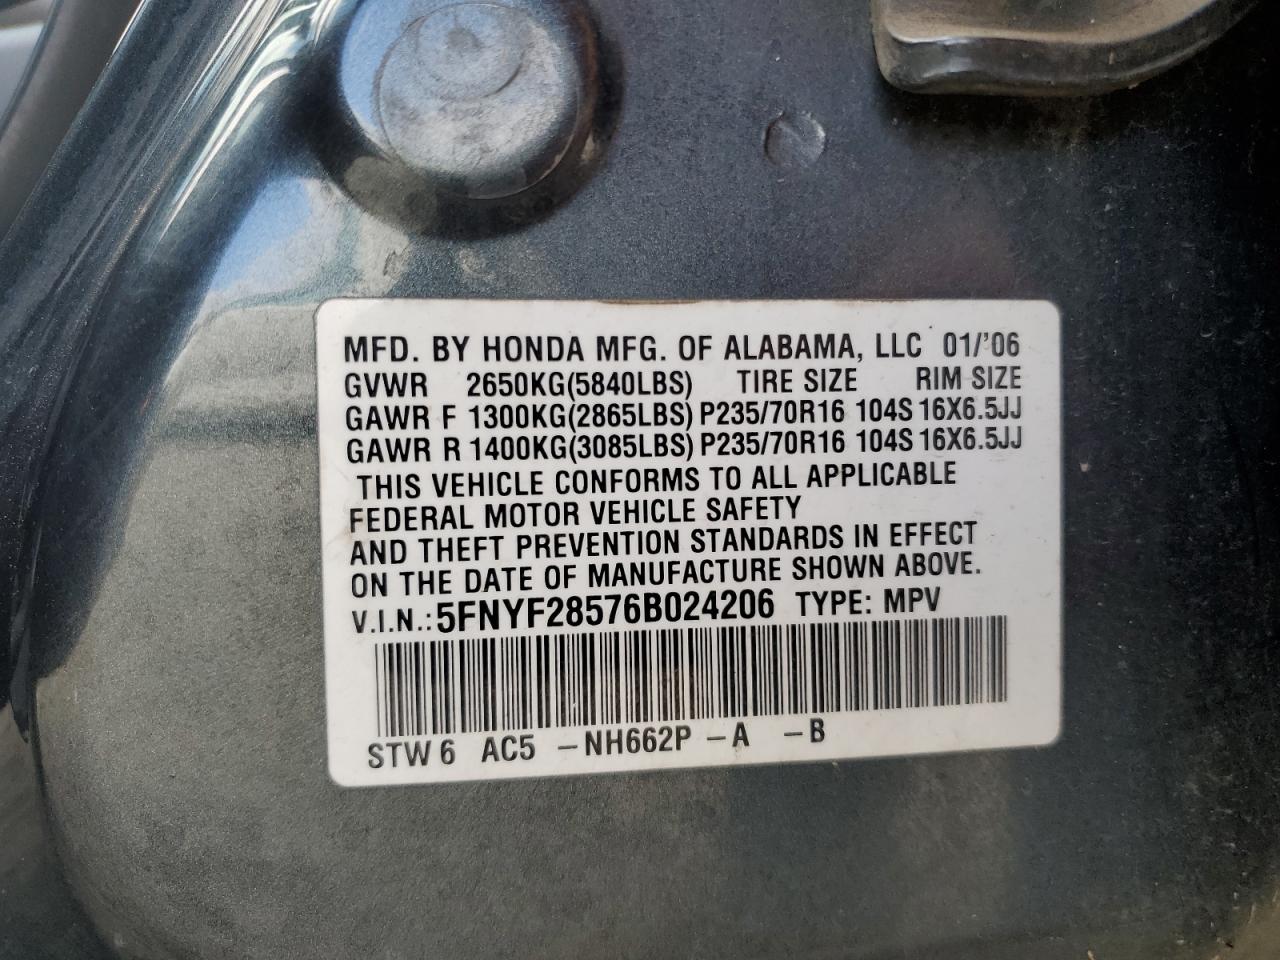 MFD. BY HONDA MFG. OF ALABAMA, LLC 01/'06
GVWR 2650KG(5840LBS) TIRE SIZE RIM SIZE
GAWR F 1300KG(2865LBS) P235/70R16 104S 16X6.5JJ
GAWR R 1400KG(3085LBS) P235/70R16 104S 16X6.5JJ
THIS VEHICLE CONFORMS TO ALL APPLICABLE
FEDERAL MOTOR VEHICLE SAFETY
AND THEFT PREVENTION STANDARDS IN EFFECT
ON THE DATE OF MANUFACTURE SHOWN ABOVE.
V.I.N.: 5FNYF28576B024206 TYPE: MPV
STW 6 AC5 -NH662P -A -B